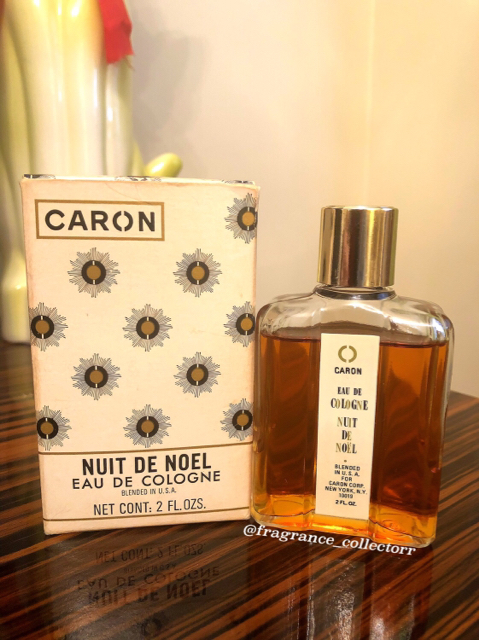 CARON
NUIT DE NOEL
EAU DE COLOGNE
BLENDED IN U.S.A.
NET CONT: 2 FL.OZS.
CARON
EAU DE
COLOGNE
NUIT
DE
NOËL
BLENDED
IN U.S.A.
FOR
CARON CORP.
NEW YORK, N.Y.
10019
2 FL. OZ.
@fragrance_collectorr